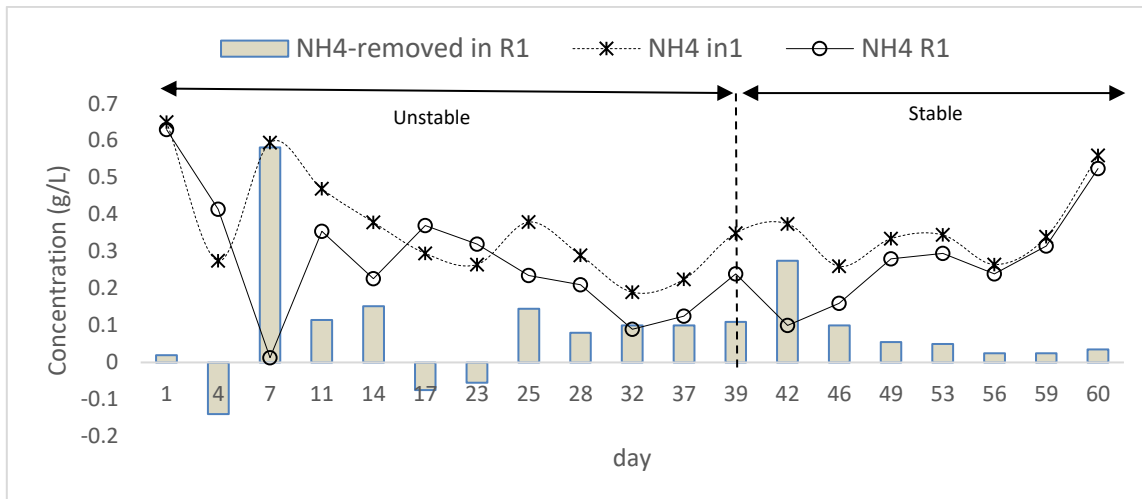 NH4-removed in R1 NH4 in1 NH4 R1
Unstable Stable
Concentration (g/L)
0.7
0.6
0.5
0.4
0.3
0.2
0.1
0
-0.1
-0.2
1 4 7 11 14 17 23 25 28 32 37 39 42 46 49 53 56 59 60
day